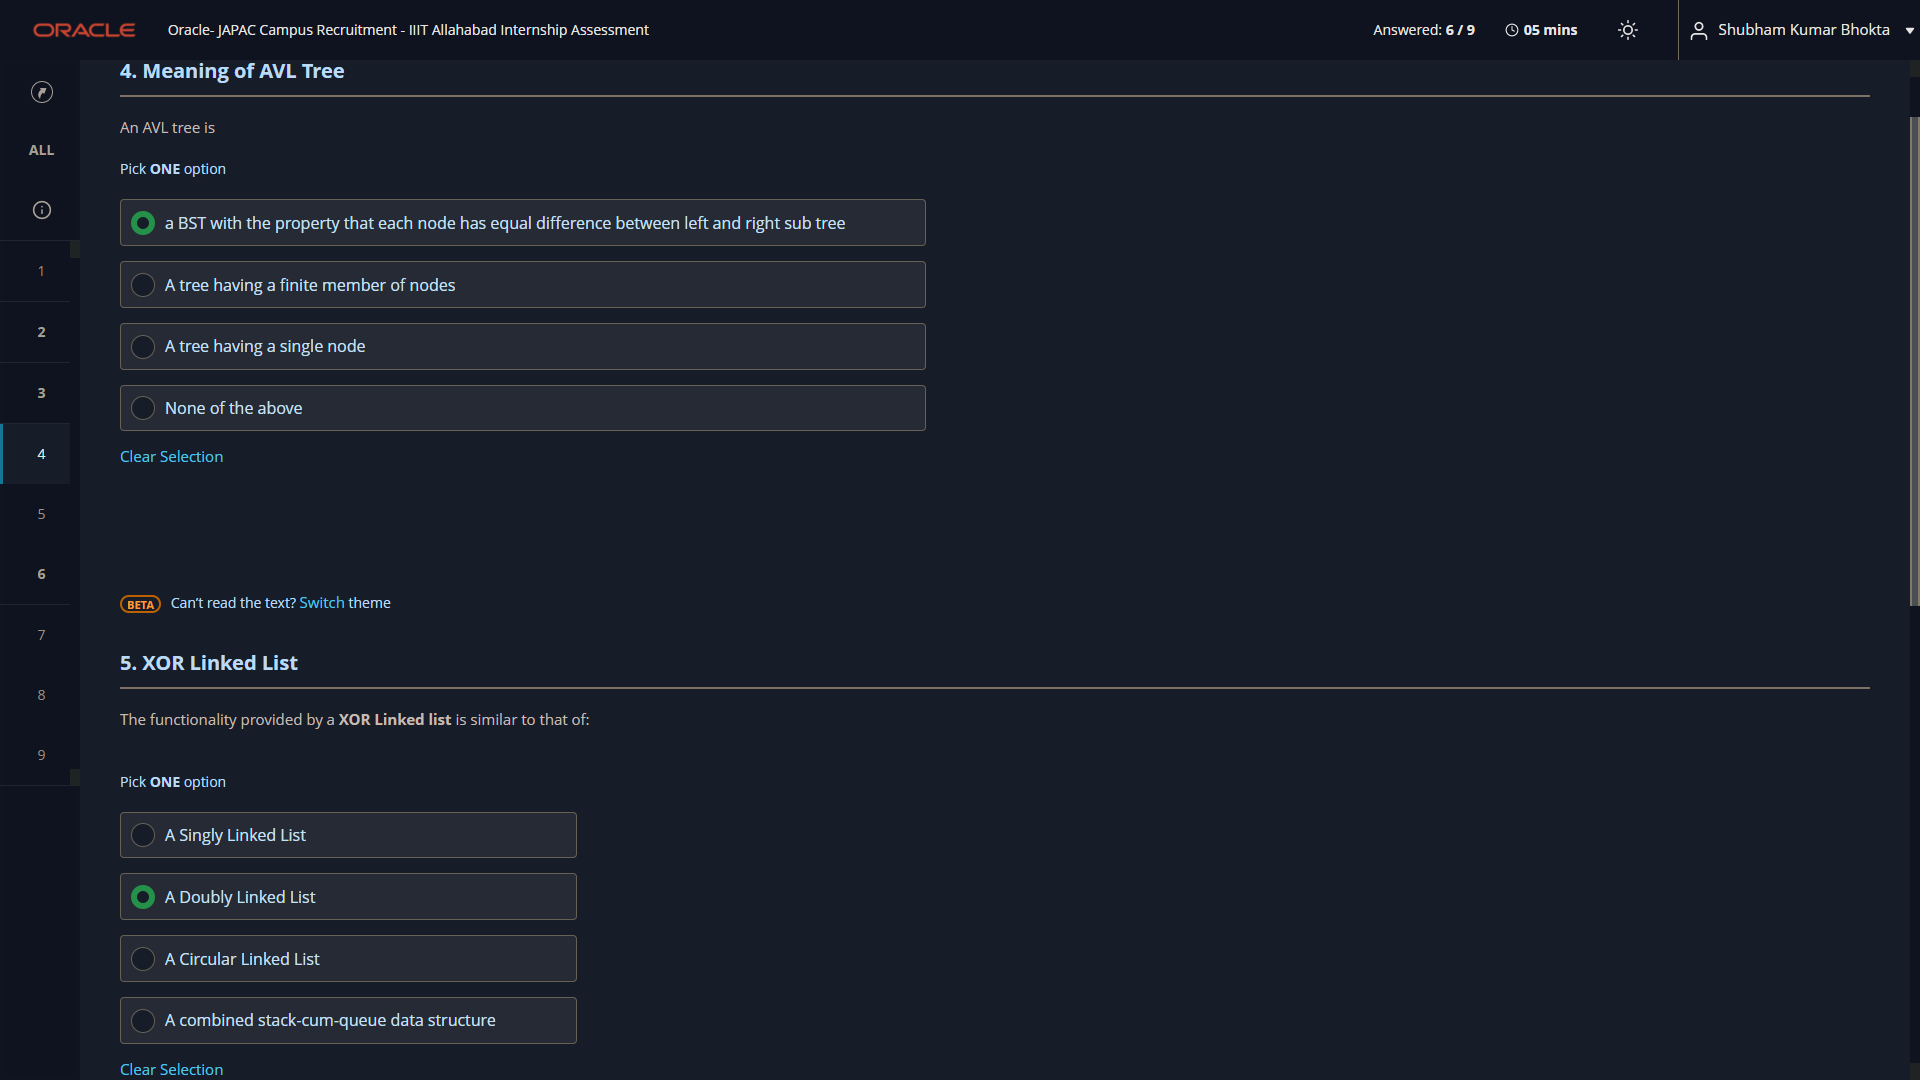 ORACLE
Oracle- JAPAC Campus Recruitment - IIIT Allahabad Internship Assessment
Answered: 6 / 9
05 mins
Shubham Kumar Bhokta
ALL
1
2
3
4
5
6
7
8
9
4. Meaning of AVL Tree
An AVL tree is
Pick ONE option
a BST with the property that each node has equal difference between left and right sub tree
A tree having a finite member of nodes
A tree having a single node
None of the above
Clear Selection
BETA Can't read the text? Switch theme
5. XOR Linked List
The functionality provided by a XOR Linked list is similar to that of:
Pick ONE option
A Singly Linked List
A Doubly Linked List
A Circular Linked List
A combined stack-cum-queue data structure
Clear Selection